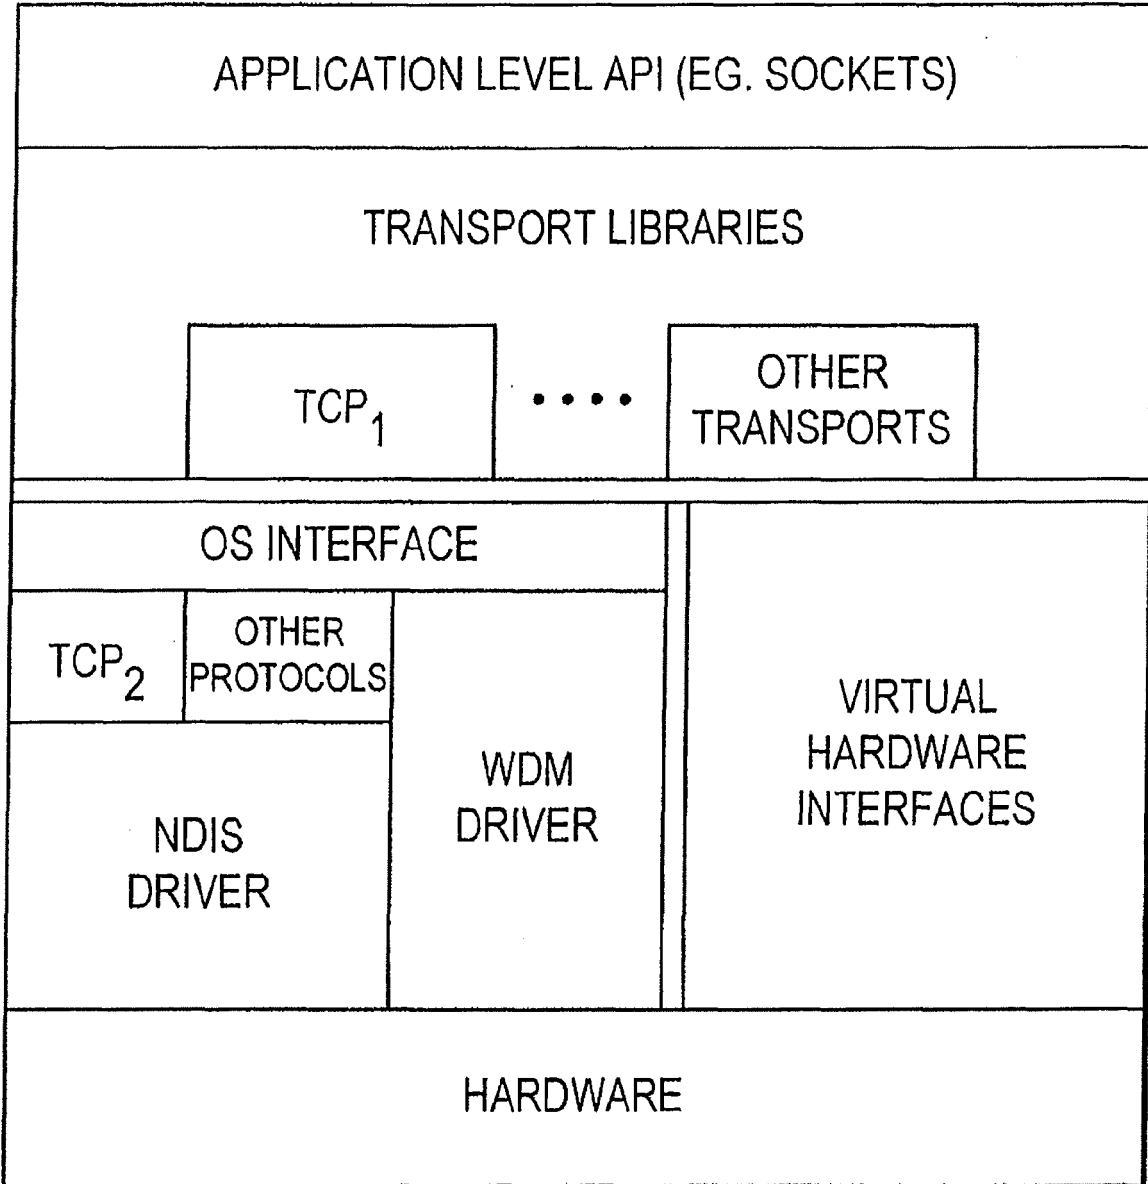 APPLICATION LEVEL API (EG. SOCKETS)
TRANSPORT LIBRARIES
TCP1
OTHER
TRANSPORTS
OS INTERFACE
TCP2
OTHER
PROTOCOLS
NDIS
DRIVER
WDM
DRIVER
VIRTUAL
HARDWARE
INTERFACES
HARDWARE